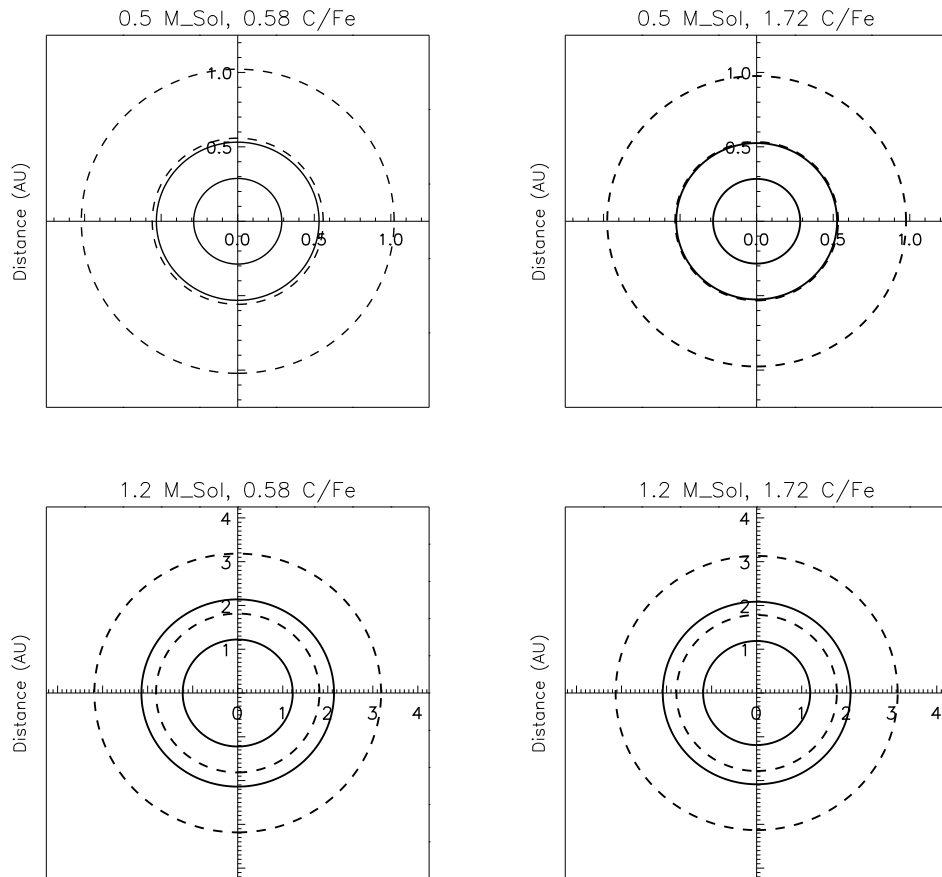 0.5 M_Sol, 0.58 C/Fe
Distance (AU)
1.0
0.5
0.0 0.5 1.0
0.5 M_Sol, 1.72 C/Fe
Distance (AU)
1.0
0.5
0.0 0.5 1.0
1.2 M_Sol, 0.58 C/Fe
Distance (AU)
4
3
2
1
0 1 2 3 4
1.2 M_Sol, 1.72 C/Fe
Distance (AU)
4
3
2
1
0 1 2 3 4